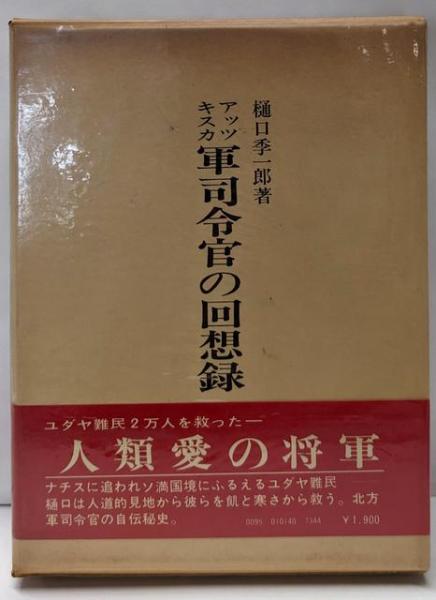 樋口季一郎著
アッツ
キスカ
軍司令官の回想録
ユダヤ難民2万人を救った―
人類愛の将軍
ナチスに追われソ満国境にふるえるユダヤ難民
樋口は人道的見地から彼らを飢と寒さから救う。北方
軍司令官の自伝秘史。
0095 010140 7344 ¥1,900